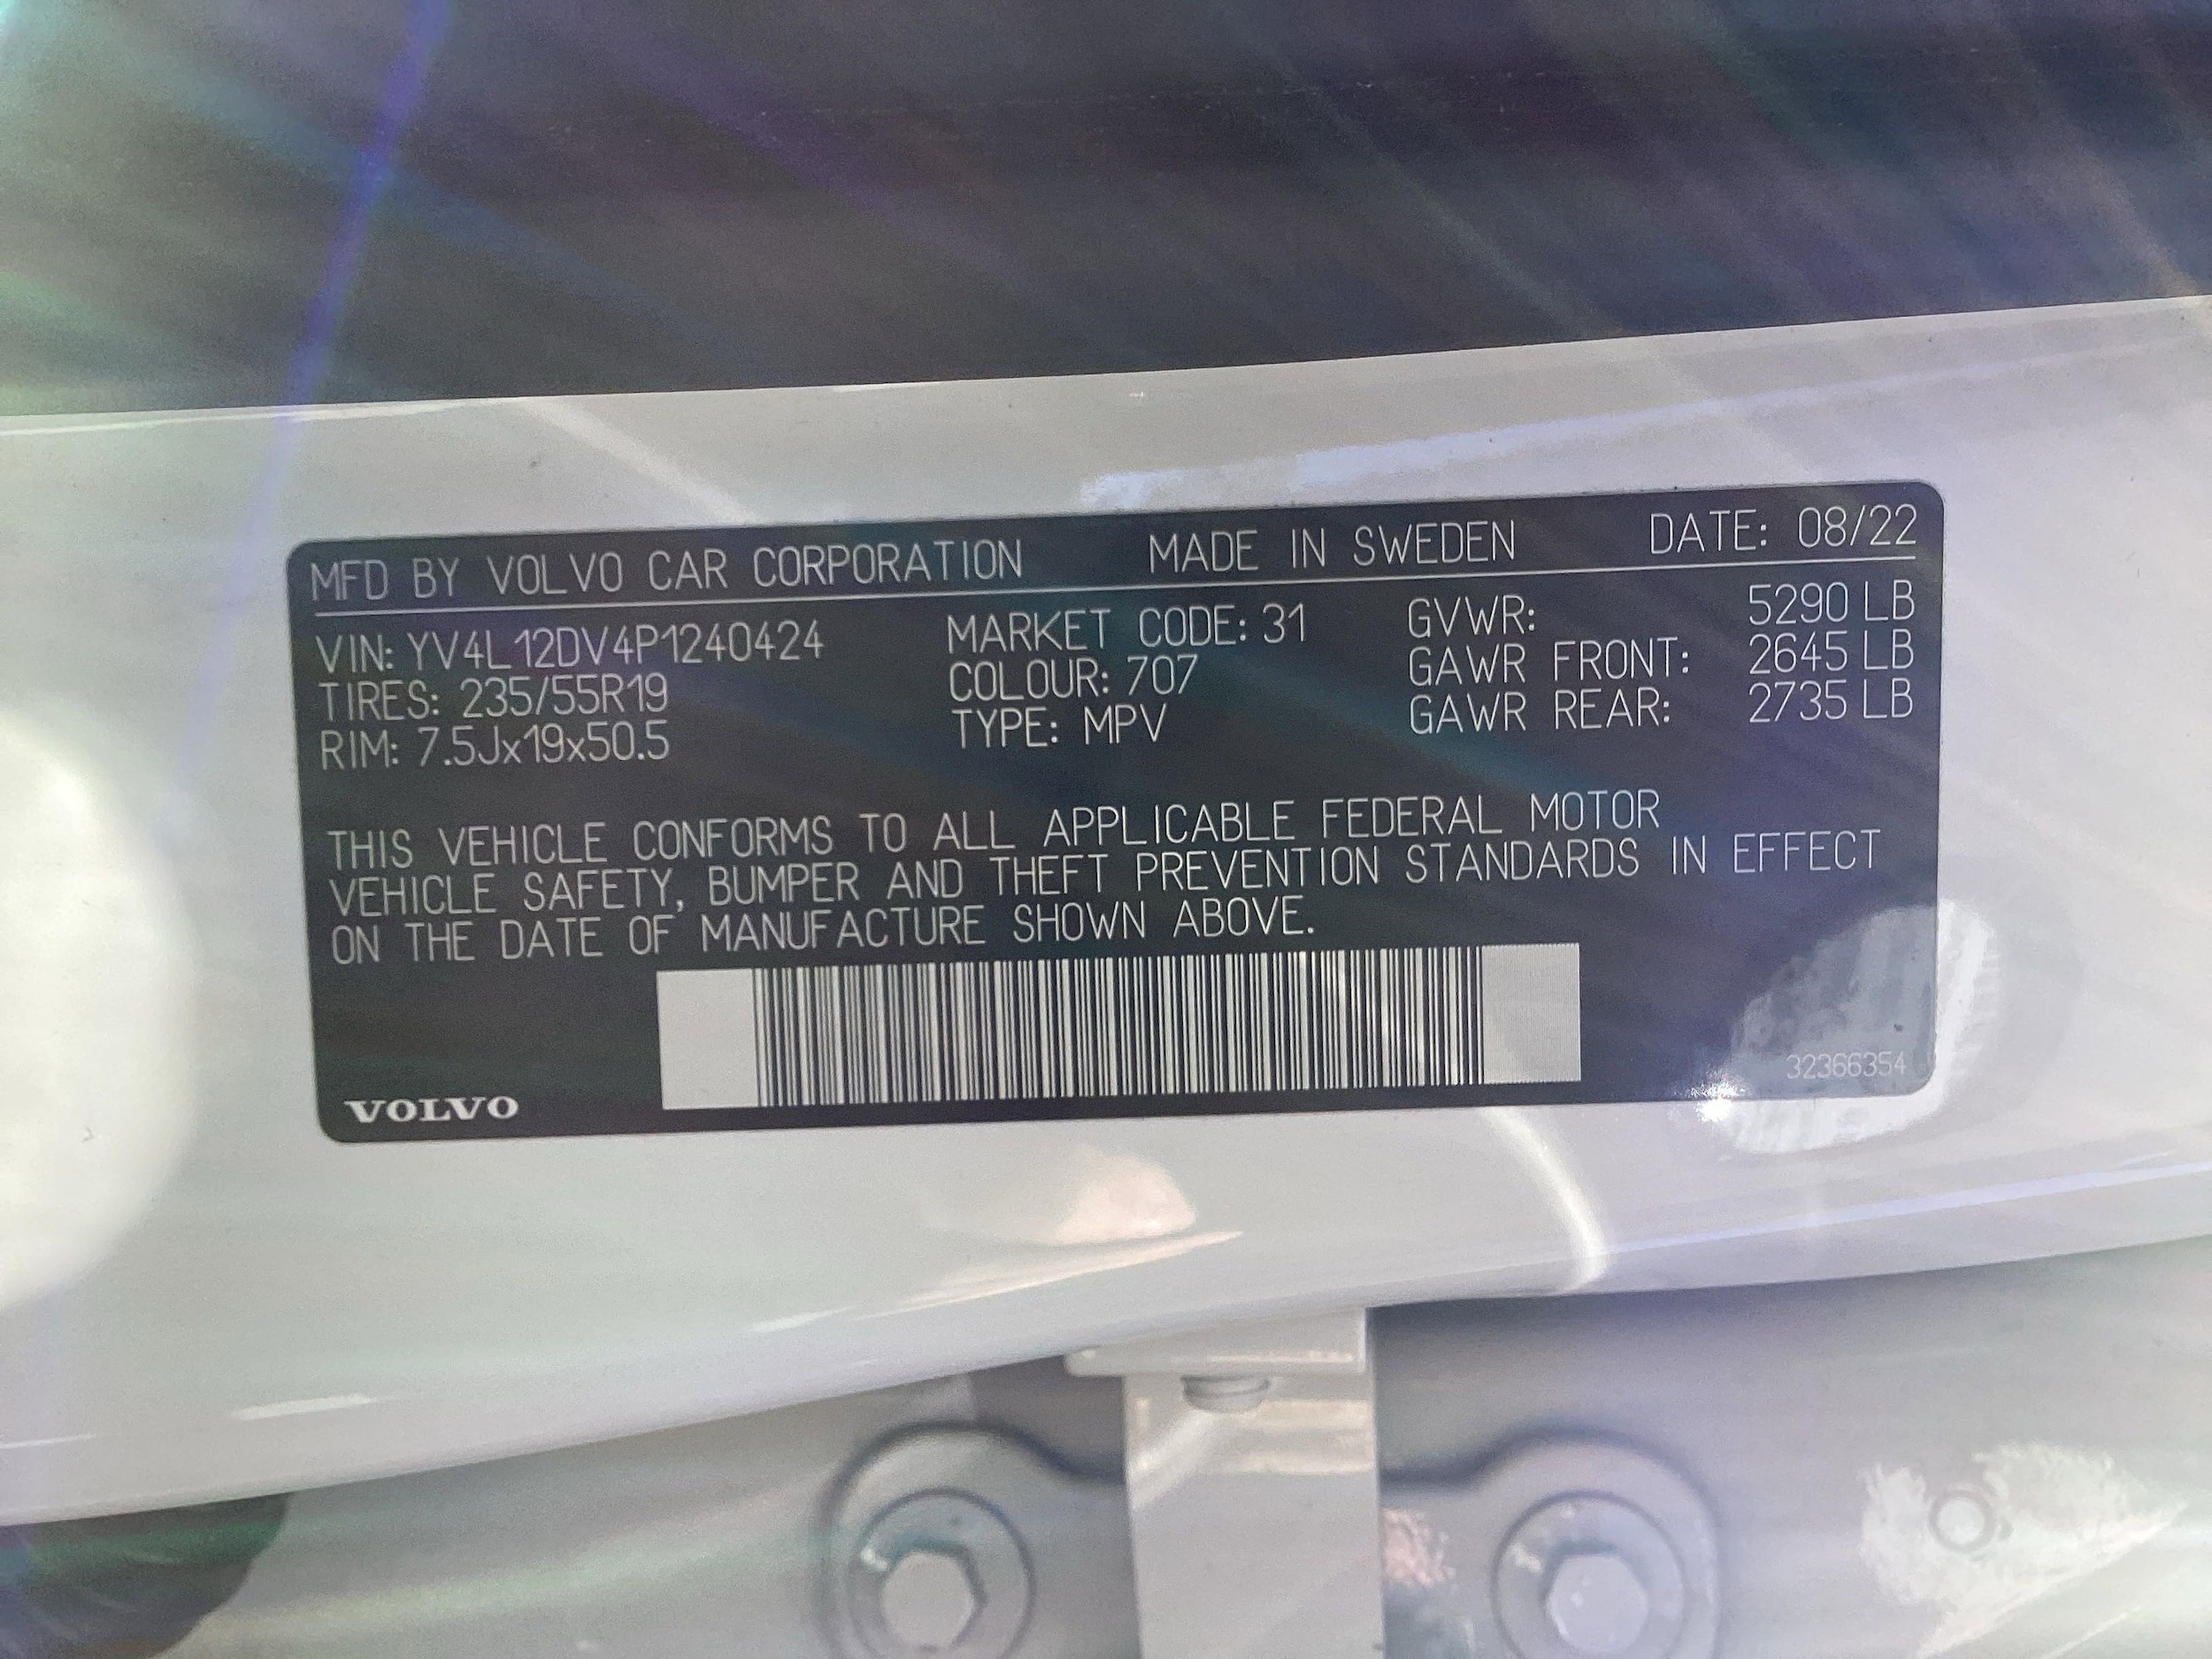 MFD BY VOLVO CAR CORPORATION MADE IN SWEDEN DATE: 08/22
VIN: YV4L12DV4P1240424 MARKET CODE: 31 GVWR: 5290 LB
TIRES: 235/55R19 COLOUR: 707 GAWR FRONT: 2645 LB
RIM: 7.5Jx19x50.5 TYPE: MPV GAWR REAR: 2735 LB
THIS VEHICLE CONFORMS TO ALL APPLICABLE FEDERAL MOTOR
VEHICLE SAFETY, BUMPER AND THEFT PREVENTION STANDARDS IN EFFECT
ON THE DATE OF MANUFACTURE SHOWN ABOVE.
VOLVO 32366354